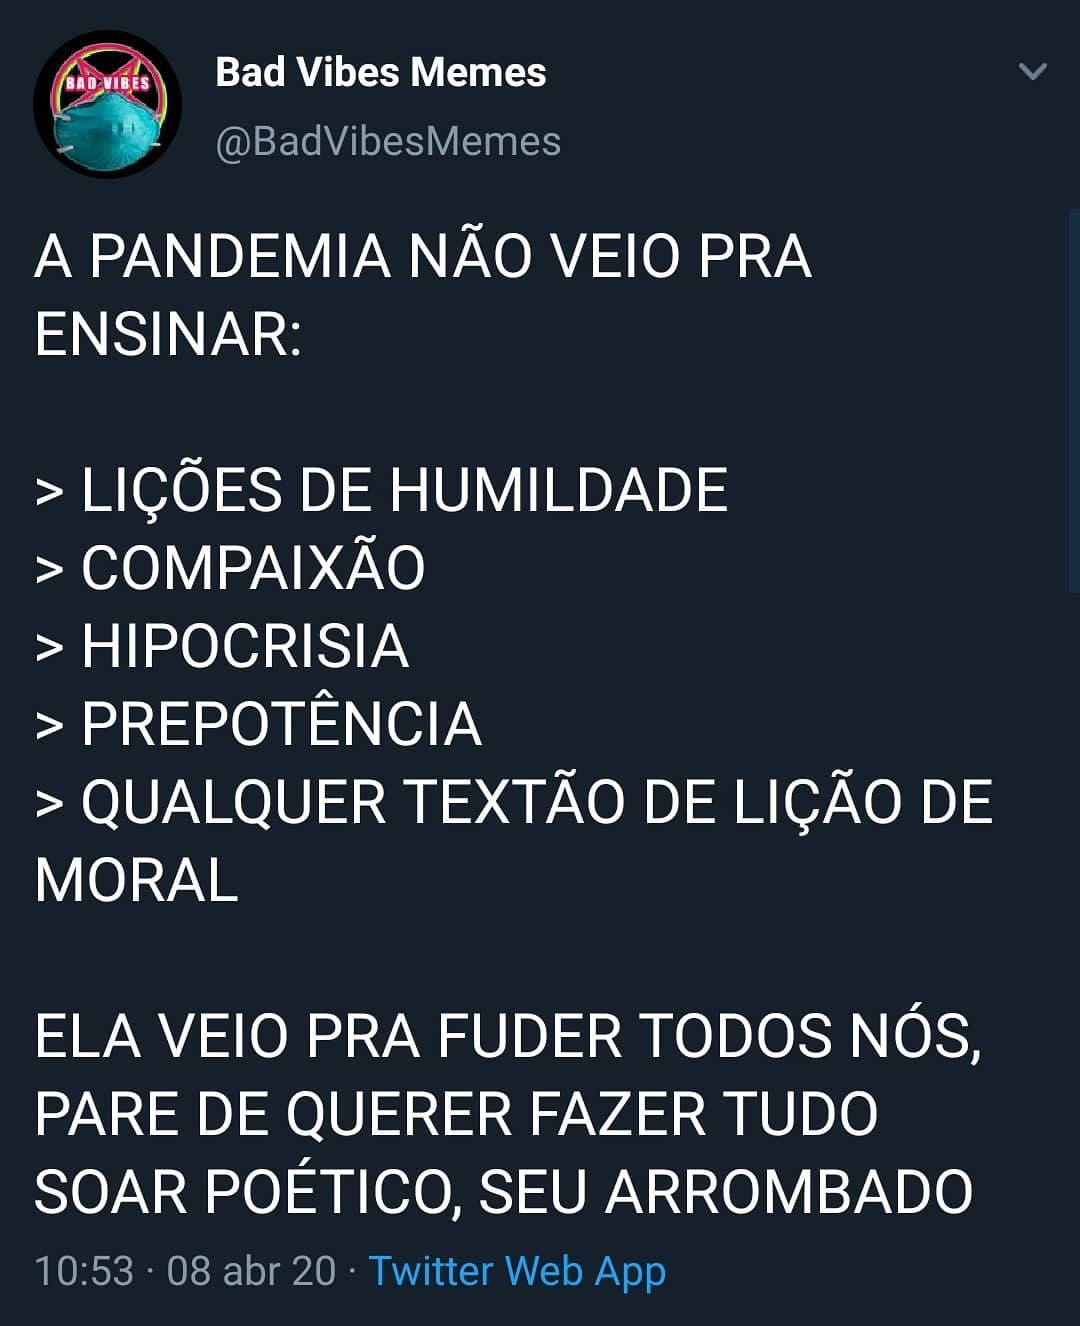 BAD VIBES
Bad Vibes Memes
@BadVibesMemes
A PANDEMIA NÃO VEIO PRA
ENSINAR:
> LIÇÕES DE HUMILDADE
> COMPAIXÃO
> HIPOCRISIA
> PREPOTÊNCIA
> QUALQUER TEXTÃO DE LIÇÃO DE
MORAL
ELA VEIO PRA FUDER TODOS NÓS,
PARE DE QUERER FAZER TUDO
SOAR POÉTICO, SEU ARROMBADO
10:53 · 08 abr 20 · Twitter Web App